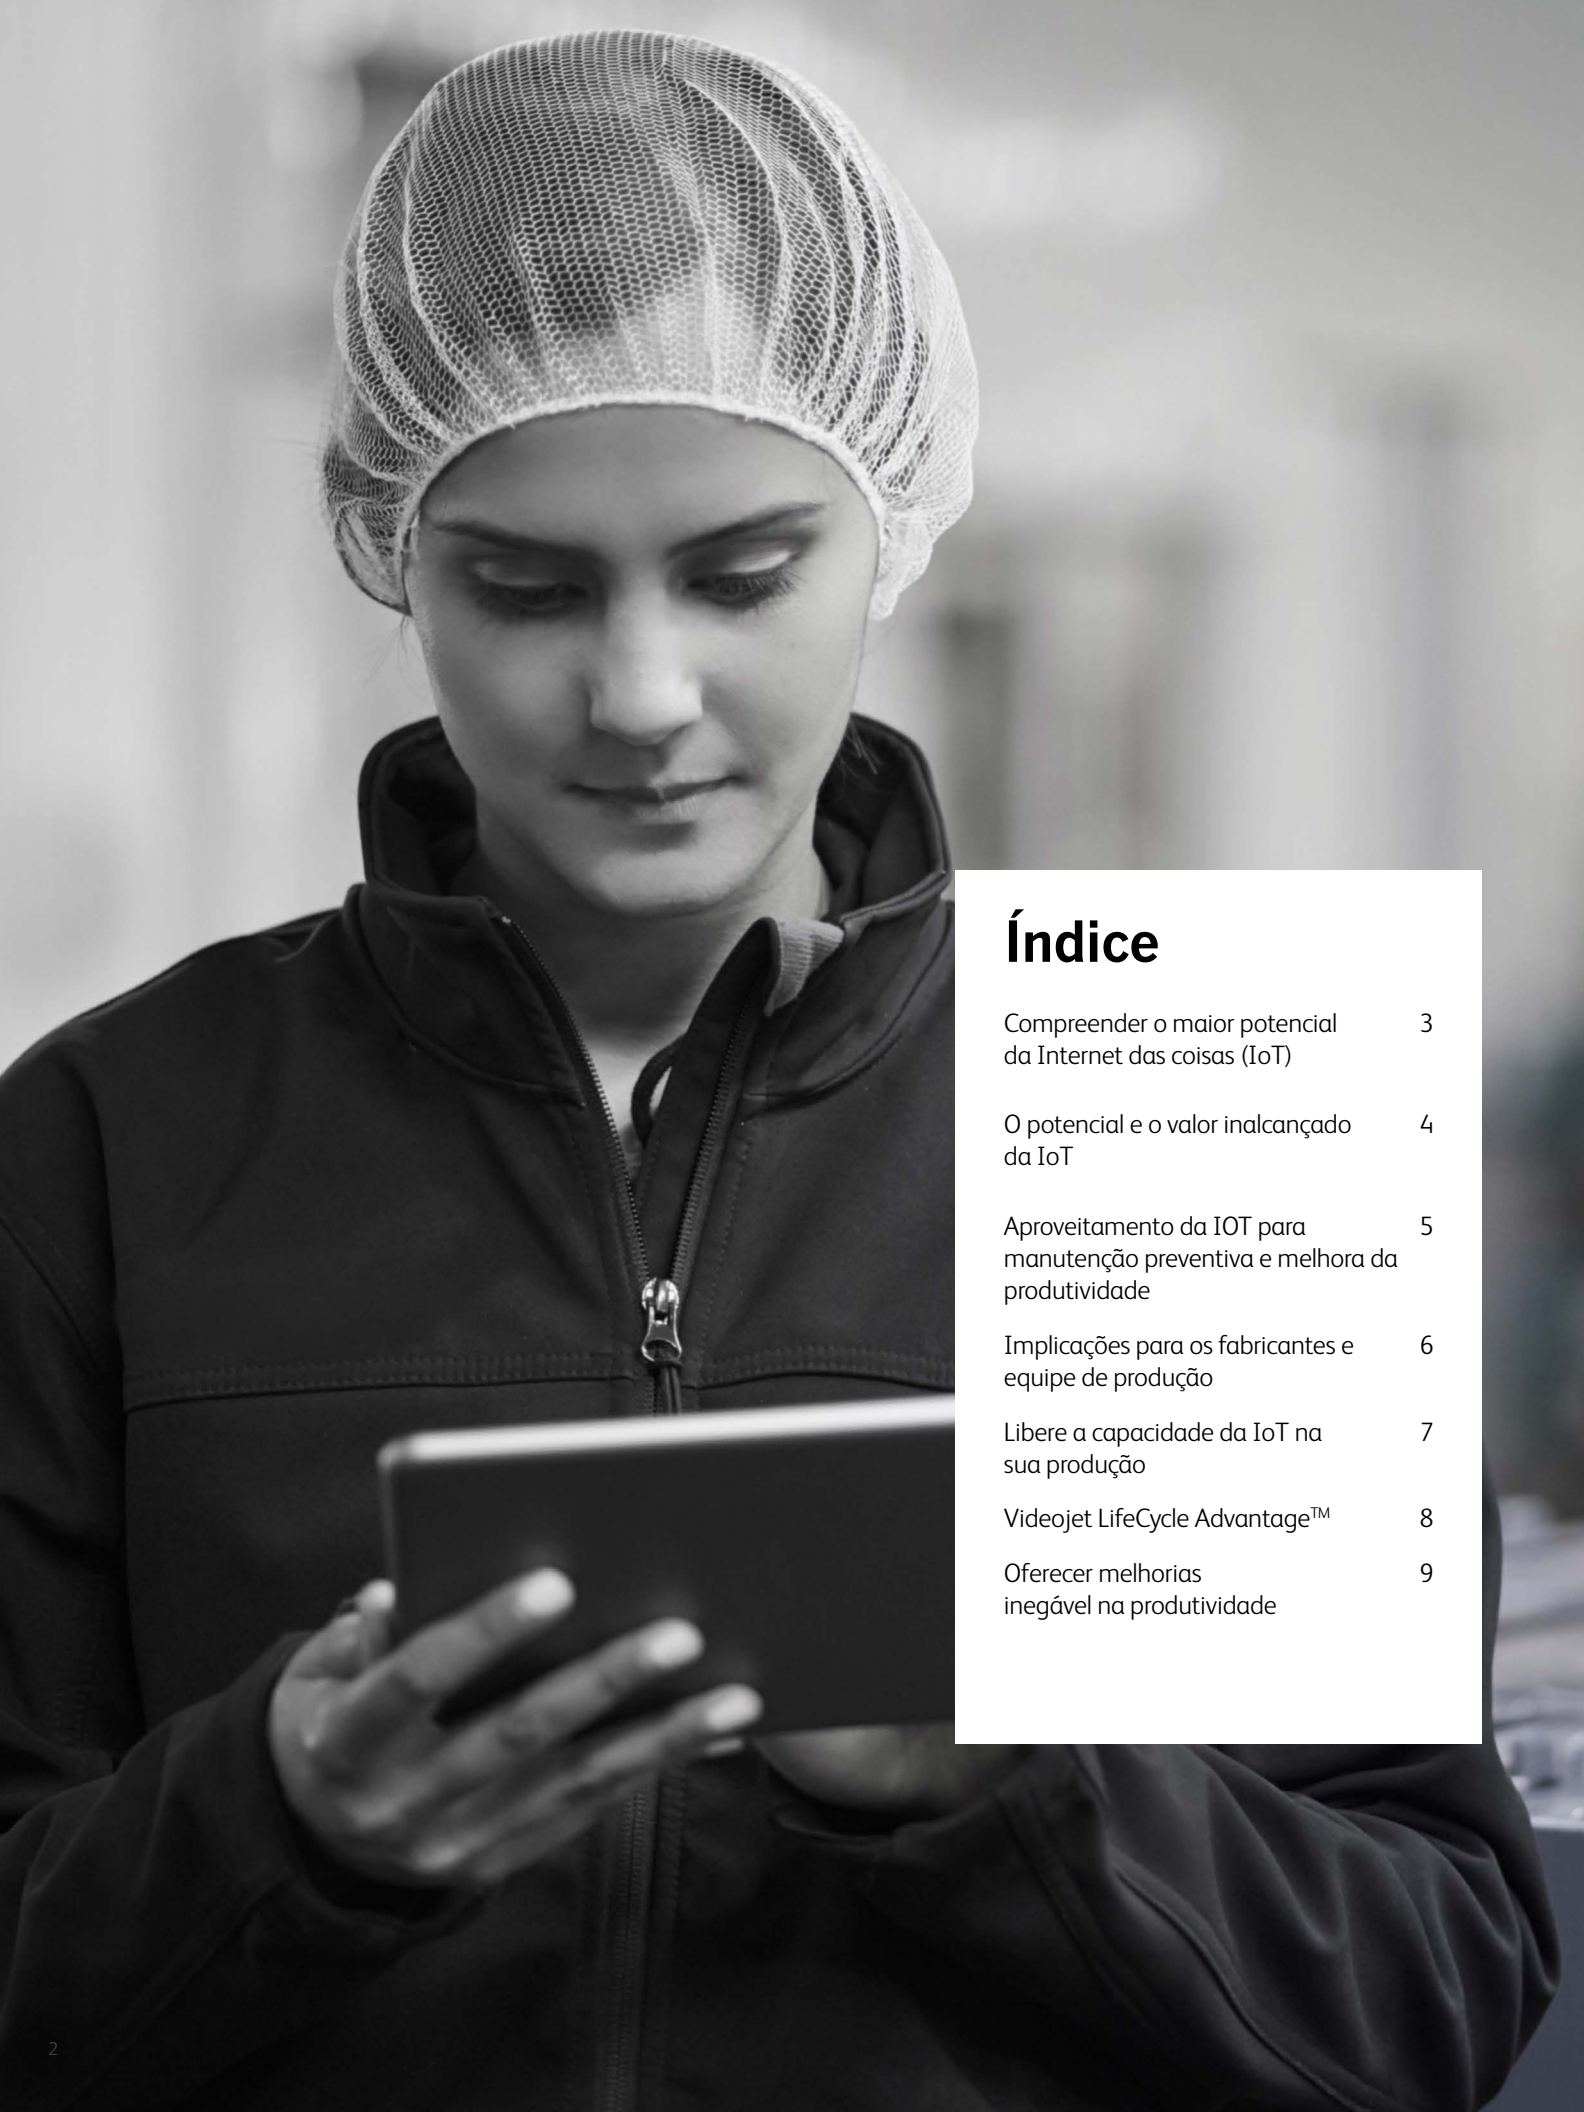 Índice
Compreender o maior potencial 3
da Internet das coisas (IoT)
O potencial e o valor inalcançado 4
da IoT
Aproveitamento da IOT para 5
manutenção preventiva e melhora da
produtividade
Implicações para os fabricantes e 6
equipe de produção
Libere a capacidade da IoT na 7
sua produção
Videojet LifeCycle Advantage™ 8
Oferecer melhorias 9
inegável na produtividade
2